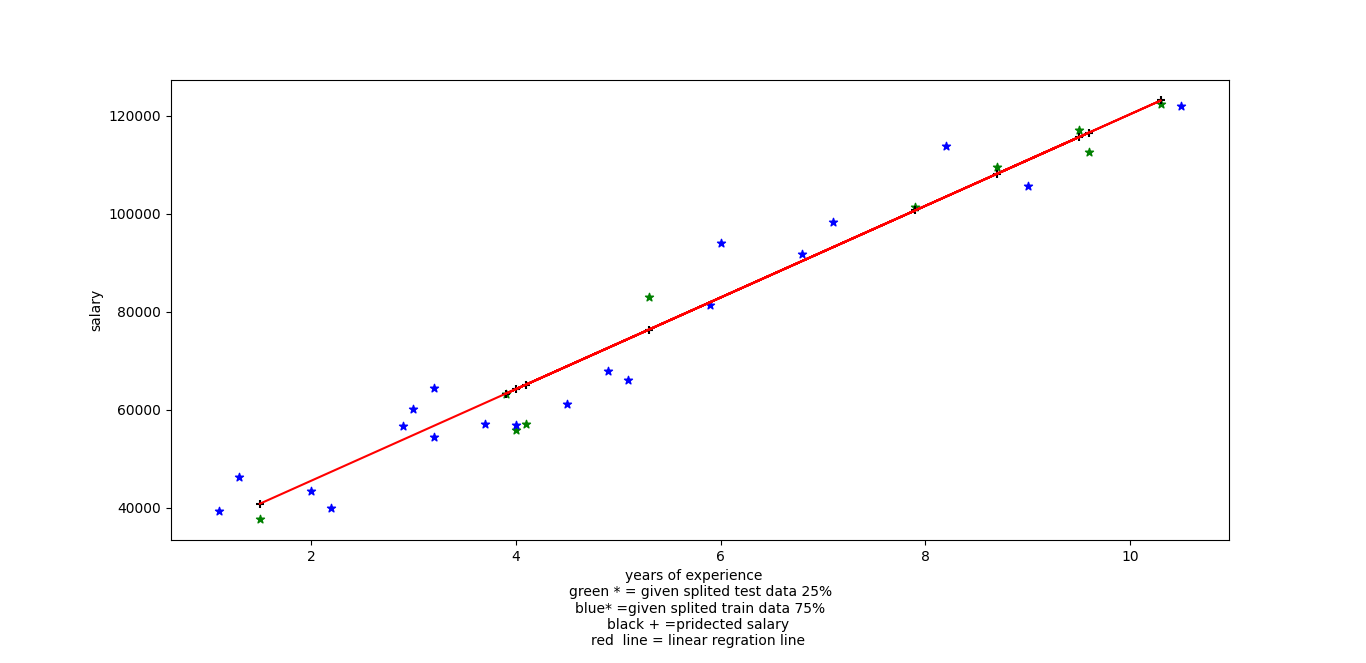 120000
100000
80000
60000
40000
salary
2 4 6 8 10
years of experience
green * = given splited test data 25%
blue* =given splited train data 75%
black + =pridected salary
red  line = linear regration line